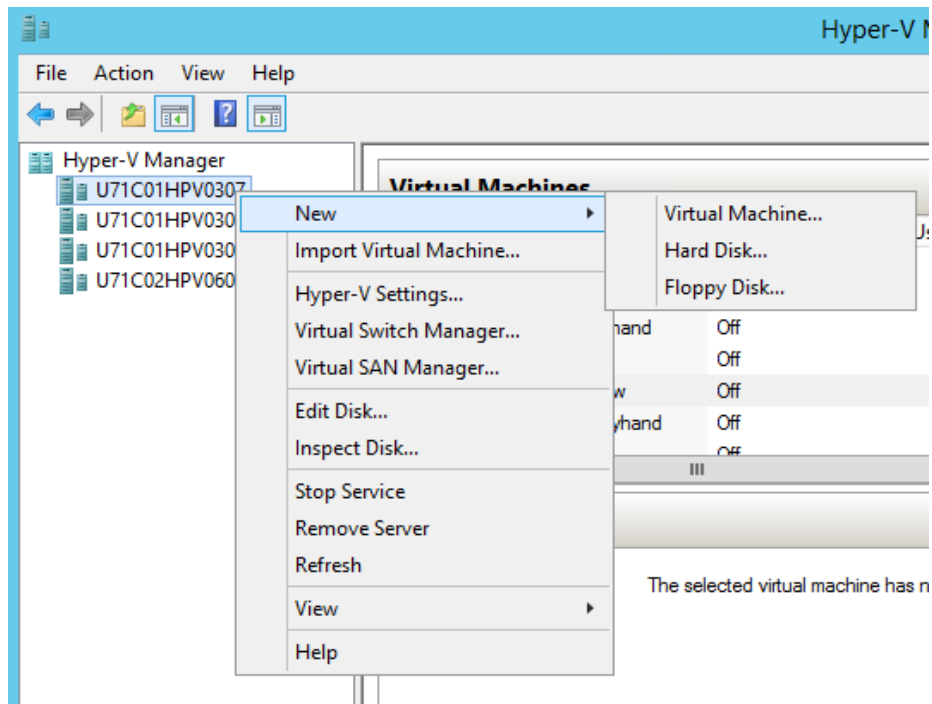 Hyper-V
File Action View Help
Hyper-V Manager
U71C01HPV0307
U71C01HPV030
U71C01HPV030
U71C02HPV060
Virtual Machines
New
Import Virtual Machine...
Hyper-V Settings...
Virtual Switch Manager...
Virtual SAN Manager...
Edit Disk...
Inspect Disk...
Stop Service
Remove Server
Refresh
View
Help
Virtual Machine...
Hard Disk...
Floppy Disk...
hand Off
Off
w Off
yhand Off
Off
The selected virtual machine has n